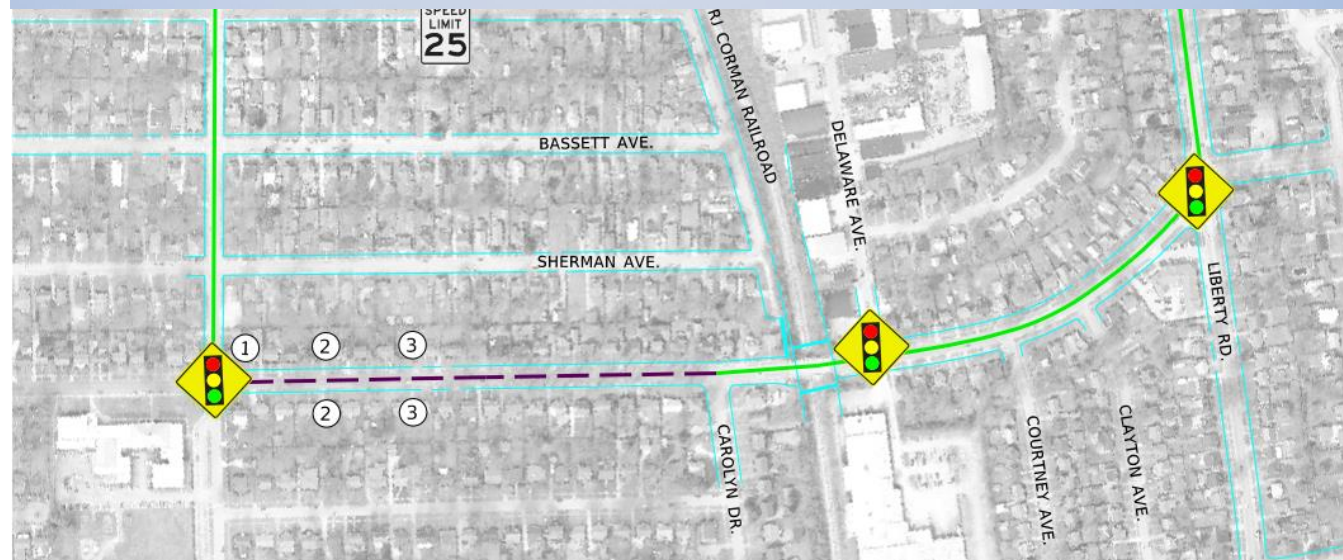 SPEED
LIMIT
25
RJ CORMAN RAILROAD
BASSETT AVE.
DELAWARE AVE.
SHERMAN AVE.
LIBERTY RD.
1
2
3
2
3
CAROLYN DR.
COURTNEY AVE.
CLAYTON AVE.